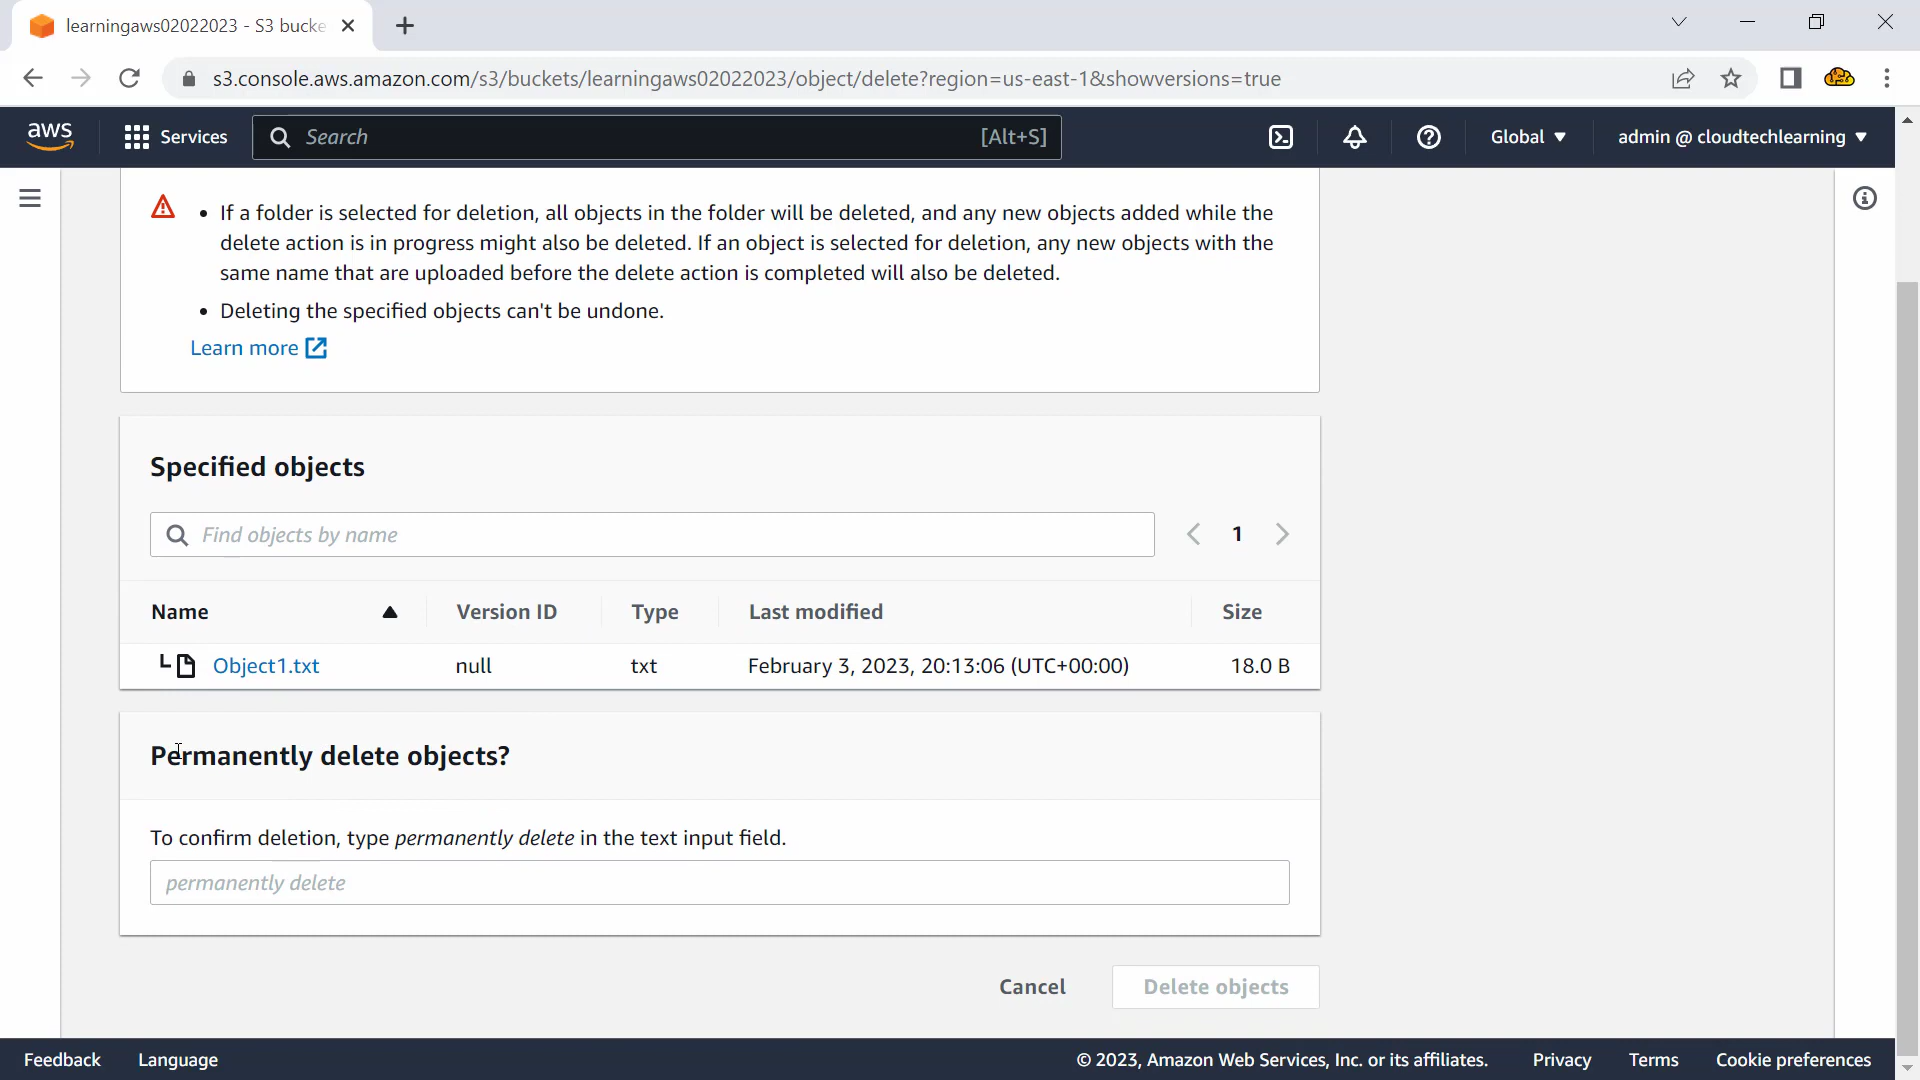 learningaws02022023 - S3 bucke
s3.console.aws.amazon.com/s3/buckets/learningaws02022023/object/delete?region=us-east-1&showversions=true
aws
Services
Search
[Alt+S]
Global
admin @ cloudtechlearning
• If a folder is selected for deletion, all objects in the folder will be deleted, and any new objects added while the
delete action is in progress might also be deleted. If an object is selected for deletion, any new objects with the
same name that are uploaded before the delete action is completed will also be deleted.
• Deleting the specified objects can't be undone.
Learn more
Specified objects
Find objects by name
1
Name Version ID Type Last modified Size
Object1.txt null txt February 3, 2023, 20:13:06 (UTC+00:00) 18.0 B
Permanently delete objects?
To confirm deletion, type permanently delete in the text input field.
permanently delete
Cancel
Delete objects
Feedback Language © 2023, Amazon Web Services, Inc. or its affiliates. Privacy Terms Cookie preferences